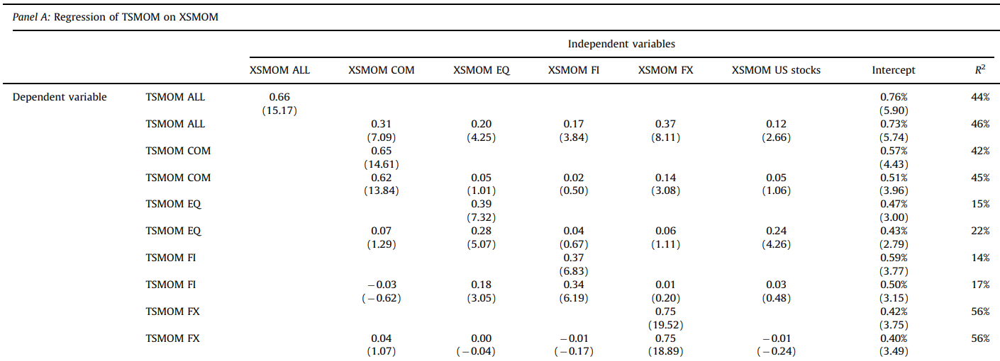 Panel A: Regression of TSMOM on XSMOM
Independent variables
XSMOM ALL XSMOM COM XSMOM EQ XSMOM FI XSMOM FX XSMOM US stocks Intercept R²
Dependent variable TSMOM ALL 0.66 0.76% 44%
(15.17) (5.90)
TSMOM ALL 0.31 0.20 0.17 0.37 0.12 0.73% 46%
(7.09) (4.25) (3.84) (8.11) (2.66) (5.74)
TSMOM COM 0.65 0.57% 42%
(14.61) (4.43)
TSMOM COM 0.62 0.05 0.02 0.14 0.05 0.51% 45%
(13.84) (1.01) (0.50) (3.08) (1.06) (3.96)
TSMOM EQ 0.39 0.47% 15%
(7.32) (3.00)
TSMOM EQ 0.07 0.28 0.04 0.06 0.24 0.43% 22%
(1.29) (5.07) (0.67) (1.11) (4.26) (2.79)
TSMOM FI 0.37 0.59% 14%
(6.83) (3.77)
TSMOM FI −0.03 0.18 0.34 0.01 0.03 0.50% 17%
(−0.62) (3.05) (6.19) (0.20) (0.48) (3.15)
TSMOM FX 0.75 0.42% 56%
(19.52) (3.75)
TSMOM FX 0.04 0.00 −0.01 0.75 −0.01 0.40% 56%
(1.07) (−0.04) (−0.17) (18.89) (−0.24) (3.49)